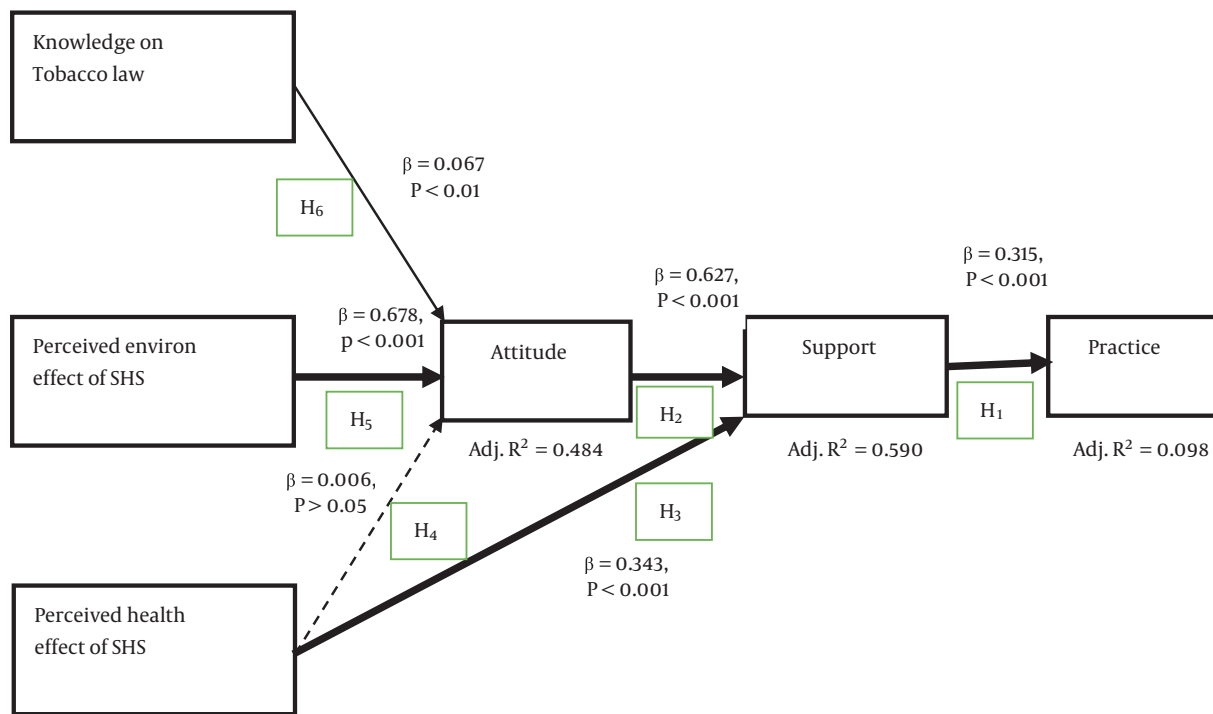 Knowledge on
Tobacco law
β = 0.067
P < 0.01
H₆
β = 0.678,
p < 0.001
Perceived environ
effect of SHS
H₅
Attitude
Adj. R² = 0.484
β = 0.627,
P < 0.001
H₂
Support
Adj. R² = 0.590
β = 0.315,
P < 0.001
H₁
Practice
Adj. R² = 0.098
β = 0.006,
P > 0.05
H₄
H₃
β = 0.343,
P < 0.001
Perceived health
effect of SHS